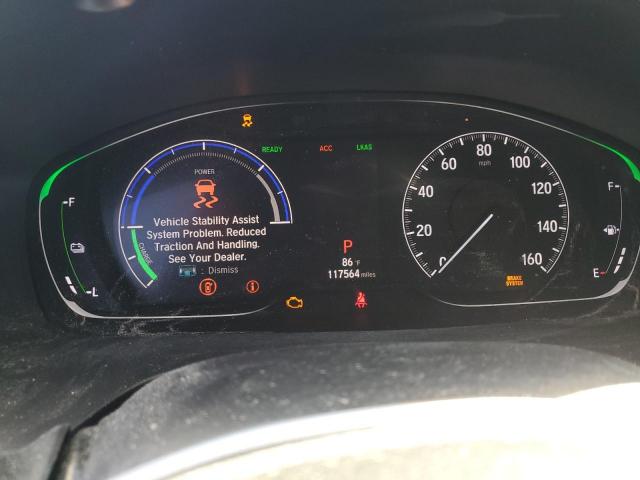 READY ACC LKAS
POWER
Vehicle Stability Assist
System Problem. Reduced
Traction And Handling.
See Your Dealer.
: Dismiss
CHARGE
F
L
P
86°F
117564 miles
0 20 40 60 80 100 120 140 160
mph
BRAKE
SYSTEM
F
E